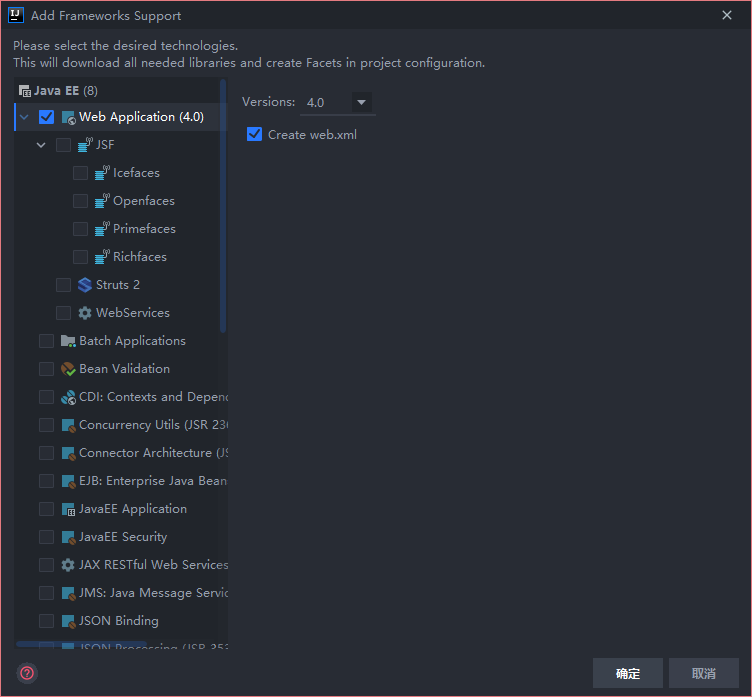 Add Frameworks Support
Please select the desired technologies.
This will download all needed libraries and create Facets in project configuration.
Java EE (8)
Web Application (4.0)
JSF
Icefaces
Openfaces
Primefaces
Richfaces
Struts 2
WebServices
Batch Applications
Bean Validation
CDI: Contexts and Depend
Concurrency Utils (JSR 236
Connector Architecture (JS
EJB: Enterprise Java Bean
JavaEE Application
JavaEE Security
JAX RESTful Web Services
JMS: Java Message Servic
JSON Binding
JSON Processing (JSR 353
Versions: 4.0
Create web.xml
确定
取消